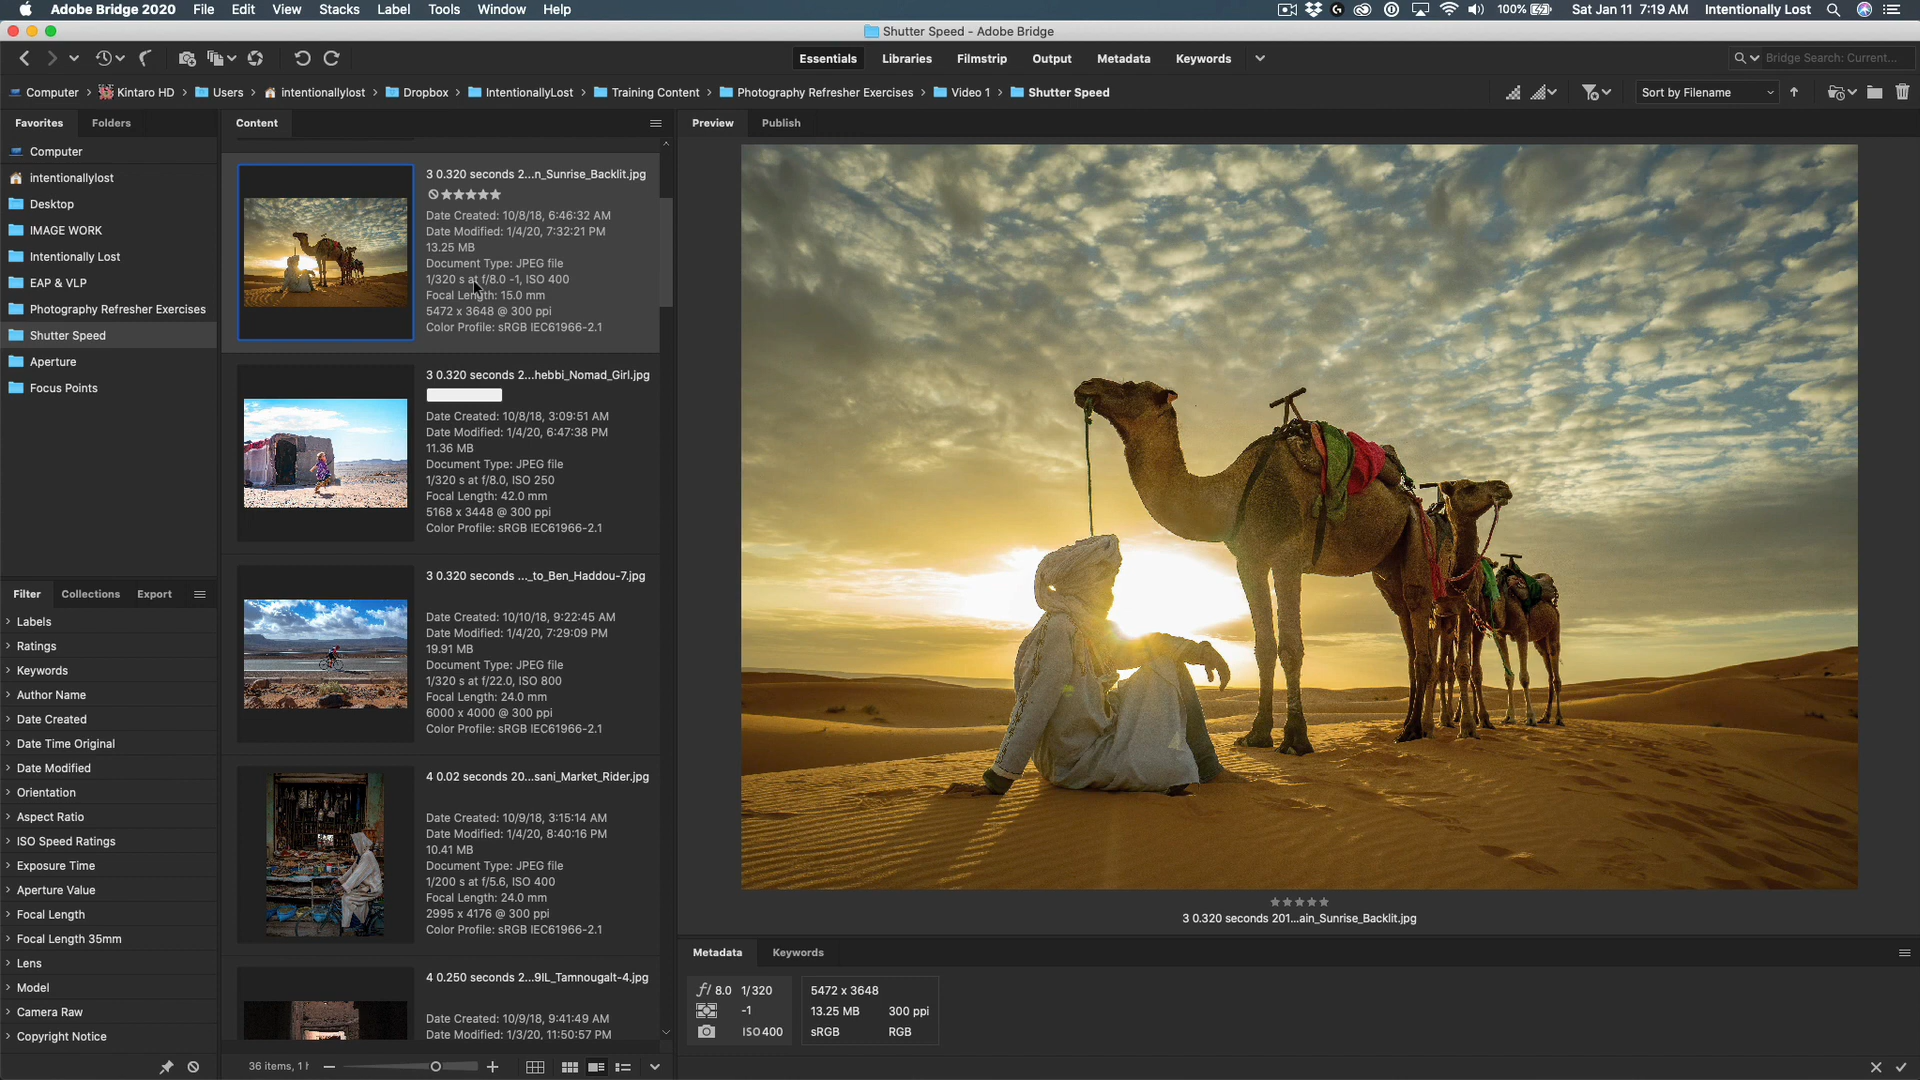 Adobe Bridge 2020 File Edit View Stacks Label Tools Window Help 100% Sat Jan 11 7:19 AM Intentionally Lost
Shutter Speed - Adobe Bridge
Essentials Libraries Filmstrip Output Metadata Keywords Bridge Search: Current...
Computer Kintaro HD Users intentionallylost Dropbox IntentionallyLost Training Content Photography Refresher Exercises Video 1 Shutter Speed Sort by Filename
Favorites Folders
Computer
intentionallylost
Desktop
IMAGE WORK
Intentionally Lost
EAP & VLP
Photography Refresher Exercises
Shutter Speed
Aperture
Focus Points
Filter Collections Export
Labels
Ratings
Keywords
Author Name
Date Created
Date Time Original
Date Modified
Orientation
Aspect Ratio
ISO Speed Ratings
Exposure Time
Aperture Value
Focal Length
Focal Length 35mm
Lens
Model
Camera Raw
Copyright Notice
Content
3 0.320 seconds 2...n_Sunrise_Backlit.jpg
Date Created: 10/8/18, 6:46:32 AM
Date Modified: 1/4/20, 7:32:21 PM
13.25 MB
Document Type: JPEG file
1/320 s at f/8.0 -1, ISO 400
Focal Length: 15.0 mm
5472 x 3648 @ 300 ppi
Color Profile: sRGB IEC61966-2.1
3 0.320 seconds 2...hebbi_Nomad_Girl.jpg
Date Created: 10/8/18, 3:09:51 AM
Date Modified: 1/4/20, 6:47:38 PM
11.36 MB
Document Type: JPEG file
1/320 s at f/8.0, ISO 250
Focal Length: 42.0 mm
5168 x 3448 @ 300 ppi
Color Profile: sRGB IEC61966-2.1
3 0.320 seconds ..._to_Ben_Haddou-7.jpg
Date Created: 10/10/18, 9:22:45 AM
Date Modified: 1/4/20, 7:29:09 PM
19.91 MB
Document Type: JPEG file
1/320 s at f/22.0, ISO 800
Focal Length: 24.0 mm
6000 x 4000 @ 300 ppi
Color Profile: sRGB IEC61966-2.1
4 0.02 seconds 20...sani_Market_Rider.jpg
Date Created: 10/9/18, 3:15:14 AM
Date Modified: 1/4/20, 8:40:16 PM
10.41 MB
Document Type: JPEG file
1/200 s at f/5.6, ISO 400
Focal Length: 24.0 mm
2995 x 4176 @ 300 ppi
Color Profile: sRGB IEC61966-2.1
4 0.250 seconds 2...9IL_Tamnougalt-4.jpg
Date Created: 10/9/18, 9:41:49 AM
Date Modified: 1/3/20, 11:50:57 PM
36 items, 1
Preview Publish
3 0.320 seconds 201...ain_Sunrise_Backlit.jpg
Metadata Keywords
f/ 8.0 1/320
-1
ISO400
5472 x 3648
13.25 MB 300 ppi
sRGB RGB